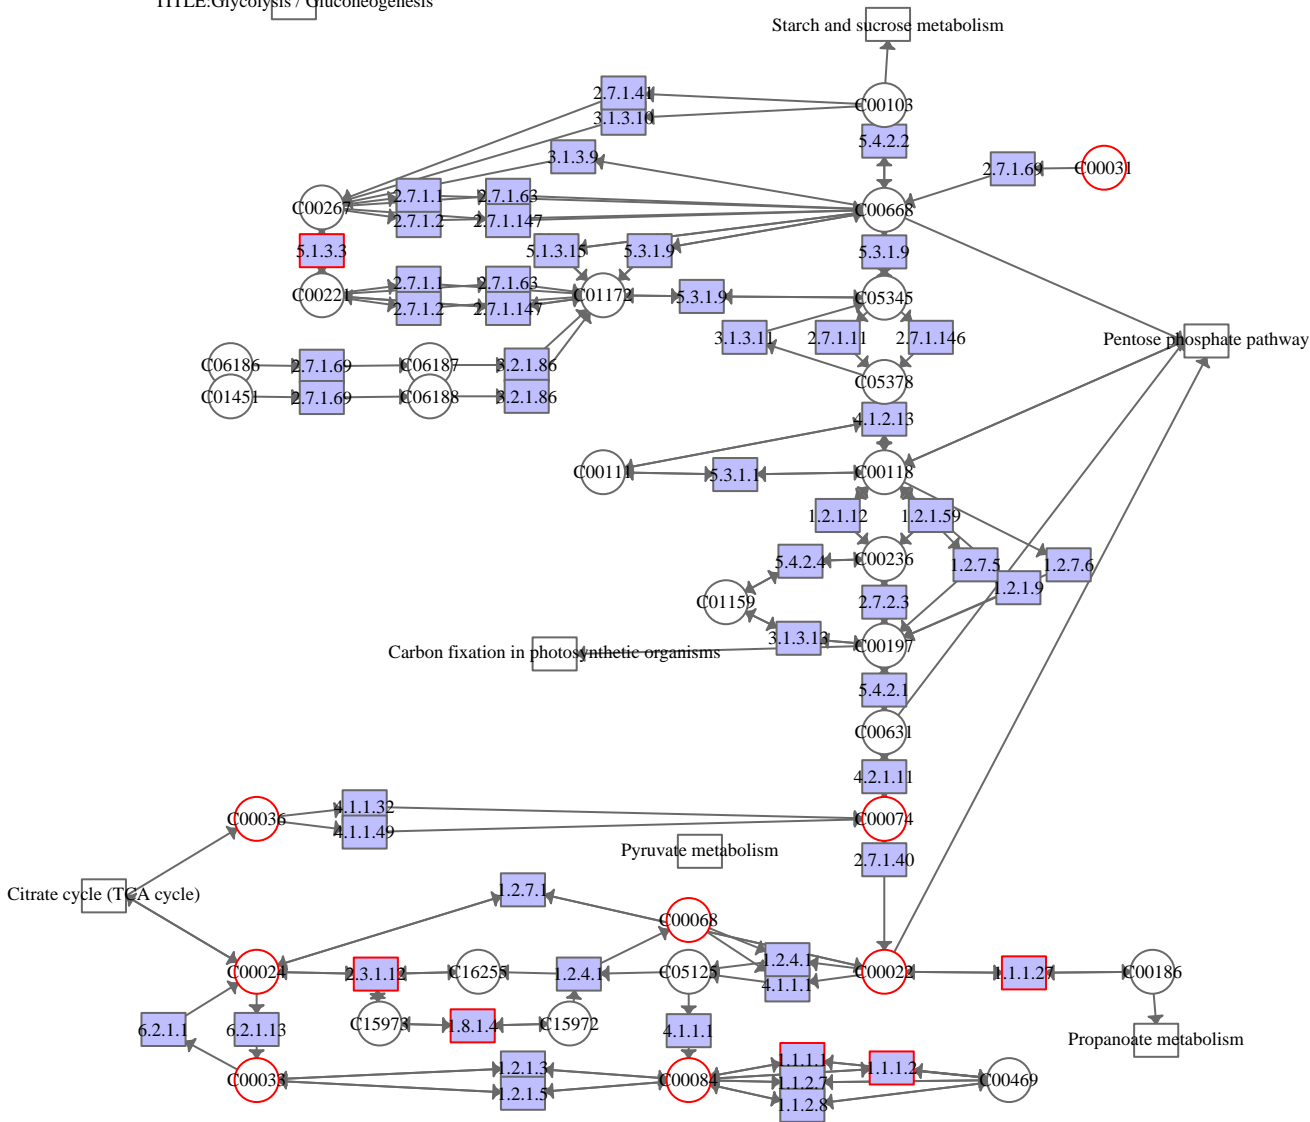 TITLE:Glycolysis / Gluconeogenesis
Starch and sucrose metabolism
2.7.1.41
C00103
3.1.3.10
5.4.2.2
3.1.3.9
2.7.1.69
C00031
2.7.1.1
2.7.1.63
C00267
C00668
2.7.1.2
2.7.1.147
5.1.3.3
5.1.3.15
5.3.1.9
5.3.1.9
2.7.1.1
2.7.1.63
C00221
C01172
5.3.1.9
C05345
2.7.1.2
2.7.1.147
3.1.3.11
2.7.1.11
2.7.1.146
Pentose phosphate pathway
C06186
2.7.1.69
C06187
3.2.1.86
C05378
C01451
2.7.1.69
C06188
3.2.1.86
4.1.2.13
C00111
5.3.1.1
C00118
1.2.1.12
1.2.1.59
5.4.2.4
C00236
1.2.7.5
1.2.7.6
1.2.1.9
C01159
2.7.2.3
3.1.3.13
C00197
Carbon fixation in photosynthetic organisms
5.4.2.1
C00631
4.2.1.11
4.1.1.32
C00036
C00074
4.1.1.49
Pyruvate metabolism
2.7.1.40
Citrate cycle (TCA cycle)
1.2.7.1
C00068
1.2.4.1
C00024
2.3.1.12
C16255
1.2.4.1
C05125
C00022
1.1.1.27
C00186
4.1.1.1
6.2.1.1
6.2.1.13
C15973
1.8.1.4
C15972
4.1.1.1
Propanoate metabolism
1.1.1.1
1.2.1.3
1.1.1.2
C00033
C00084
1.1.2.7
C00469
1.2.1.5
1.1.2.8